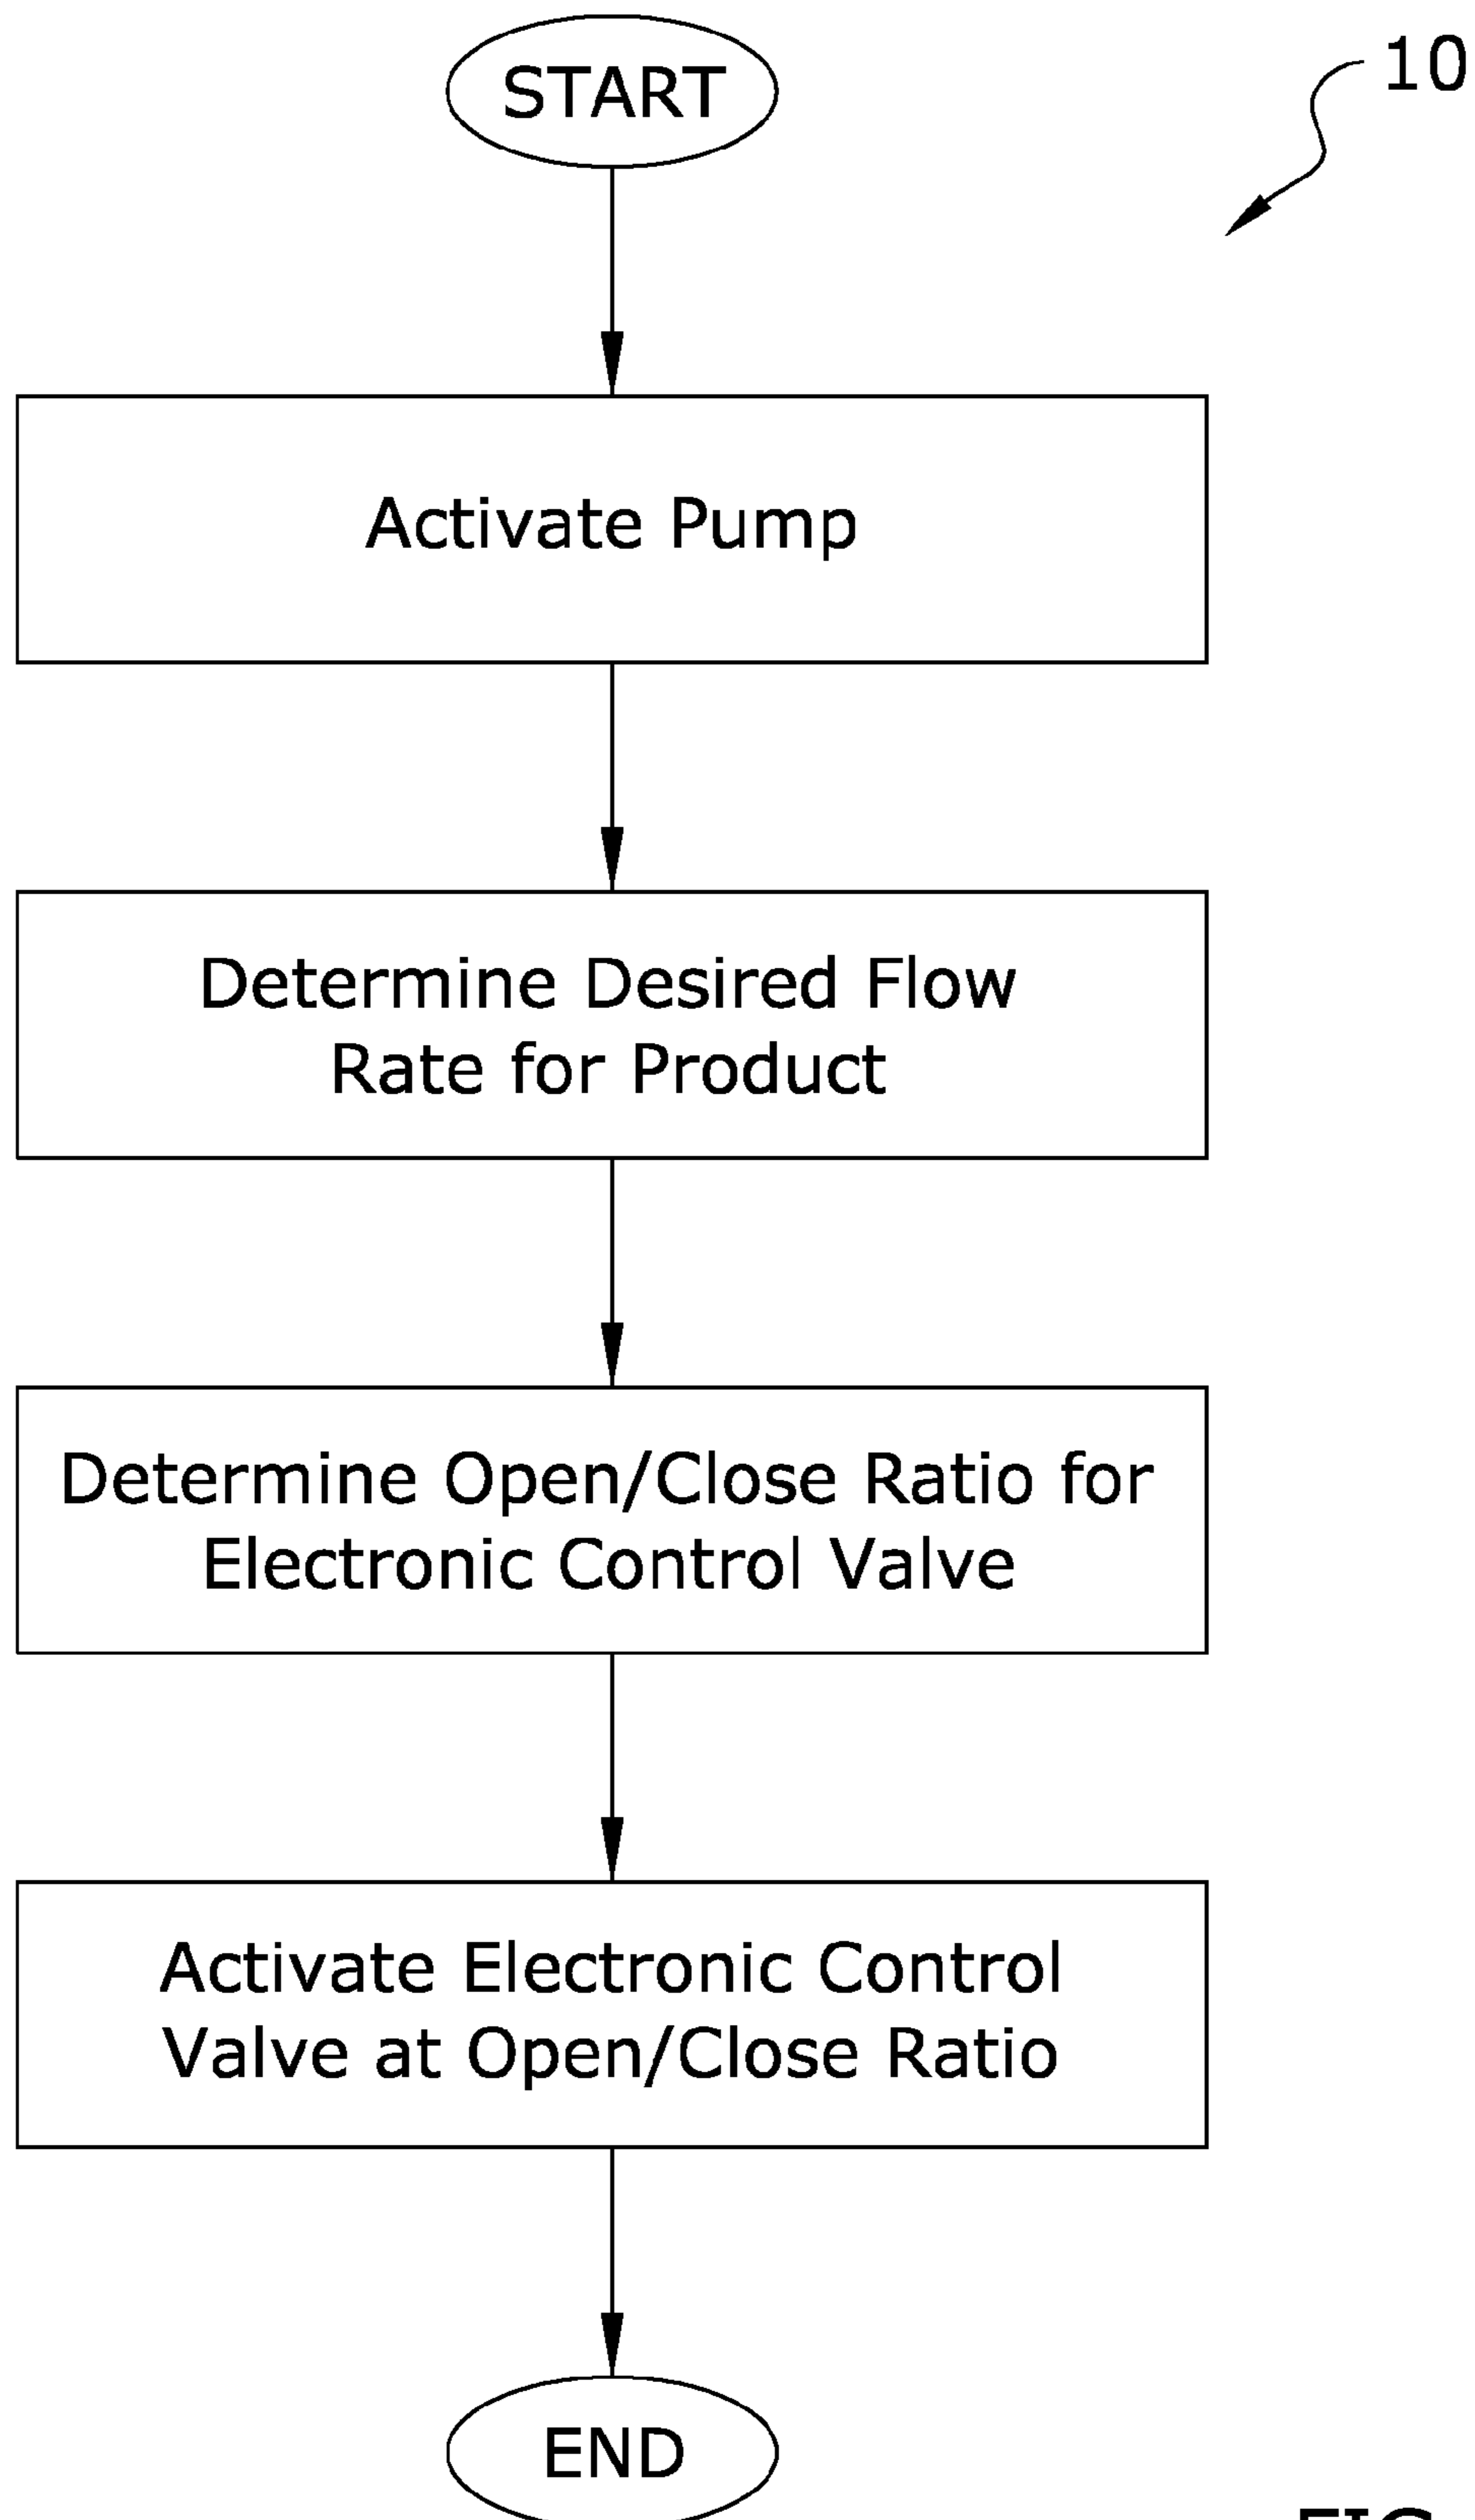 START
10
Activate Pump
Determine Desired Flow
Rate for Product
Determine Open/Close Ratio for
Electronic Control Valve
Activate Electronic Control
Valve at Open/Close Ratio
END